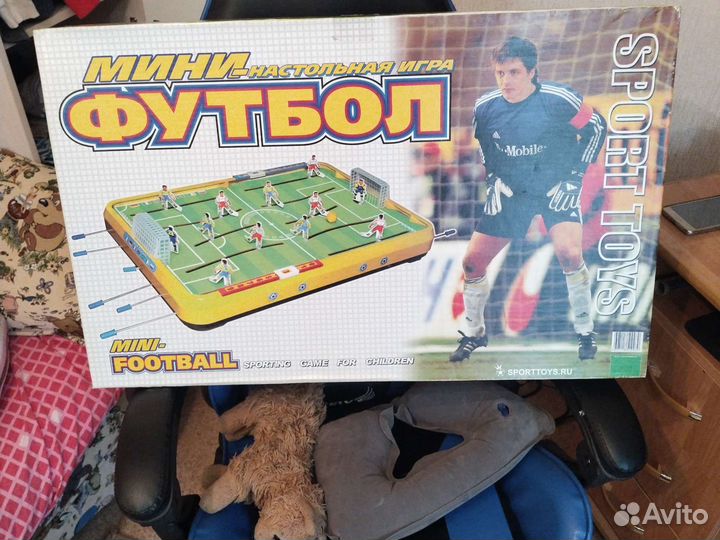 МИНИ-НАСТОЛЬНАЯ ИГРА
ФУТБОЛ
SPORT TOYS
Mobile
MINI-
FOOTBALL SPORTING GAME FOR CHILDREN
SPORTTOYS.RU
Avito